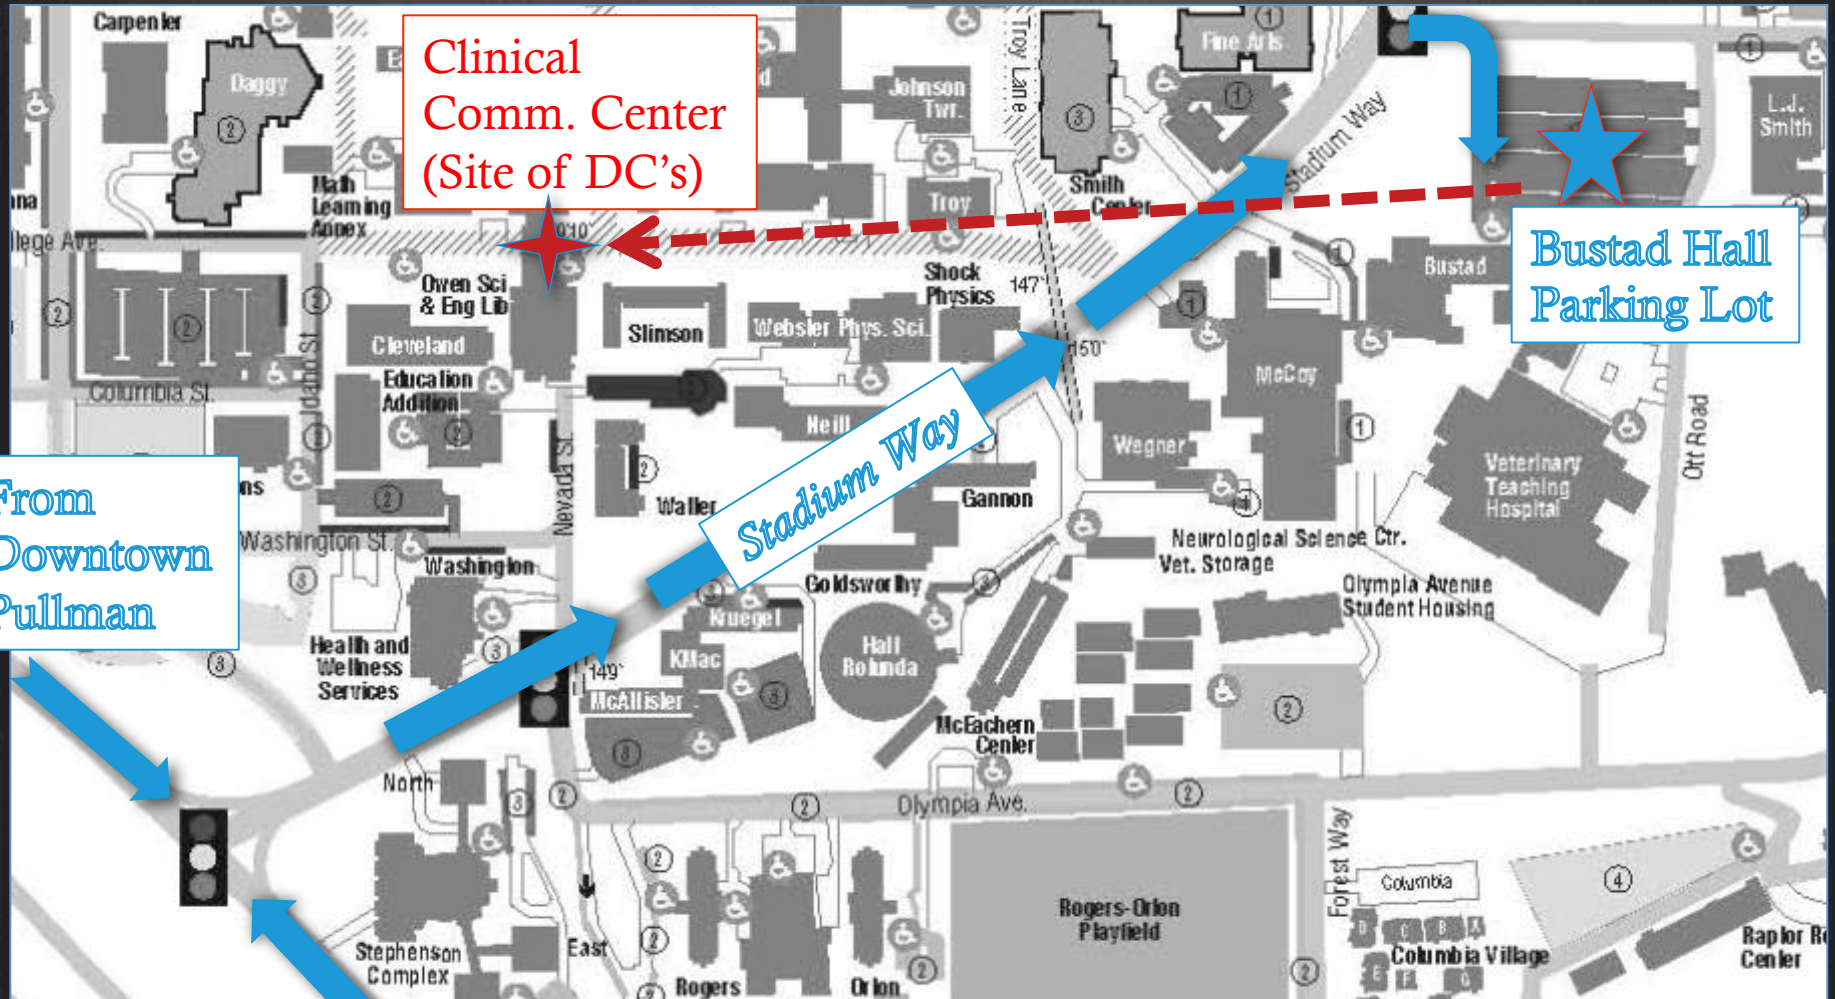 Carpenter
Daggy
Clinical
Comm. Center
(Site of DC's)
Johnson
Twr.
Troy Lane
Fine Arts
Stadium Way
L.J.
Smith
Math
Learning
Annex
Troy
Smith
Center
Bustad
Bustad Hall
Parking Lot
Owen Sci
& Eng Lib
Shock
Physics
147'
Stimson
Webster Phys. Sci.
Cleveland
150'
McCoy
Columbia St.
Idaho St.
Education
Addition
Neill
Stadium Way
Wegner
Ott Road
Veterinary
Teaching
Hospital
From
Downtown
Pullman
Nevada St.
Waller
Gannon
Washington St.
Washington
Goldsworthy
Neurological Science Ctr.
Vet. Storage
Olympia Avenue
Student Housing
Kruegel
Health and
Wellness
Services
149'
KMac
Hall
Rotunda
McAllister
McEachern
Center
North
Olympia Ave.
Forest Way
Columbia
Rogers-Orion
Playfield
Stephenson
Complex
East
Rogers
Orion
Columbia Village
D
C
B
A
E
F
G
Raptor
Center